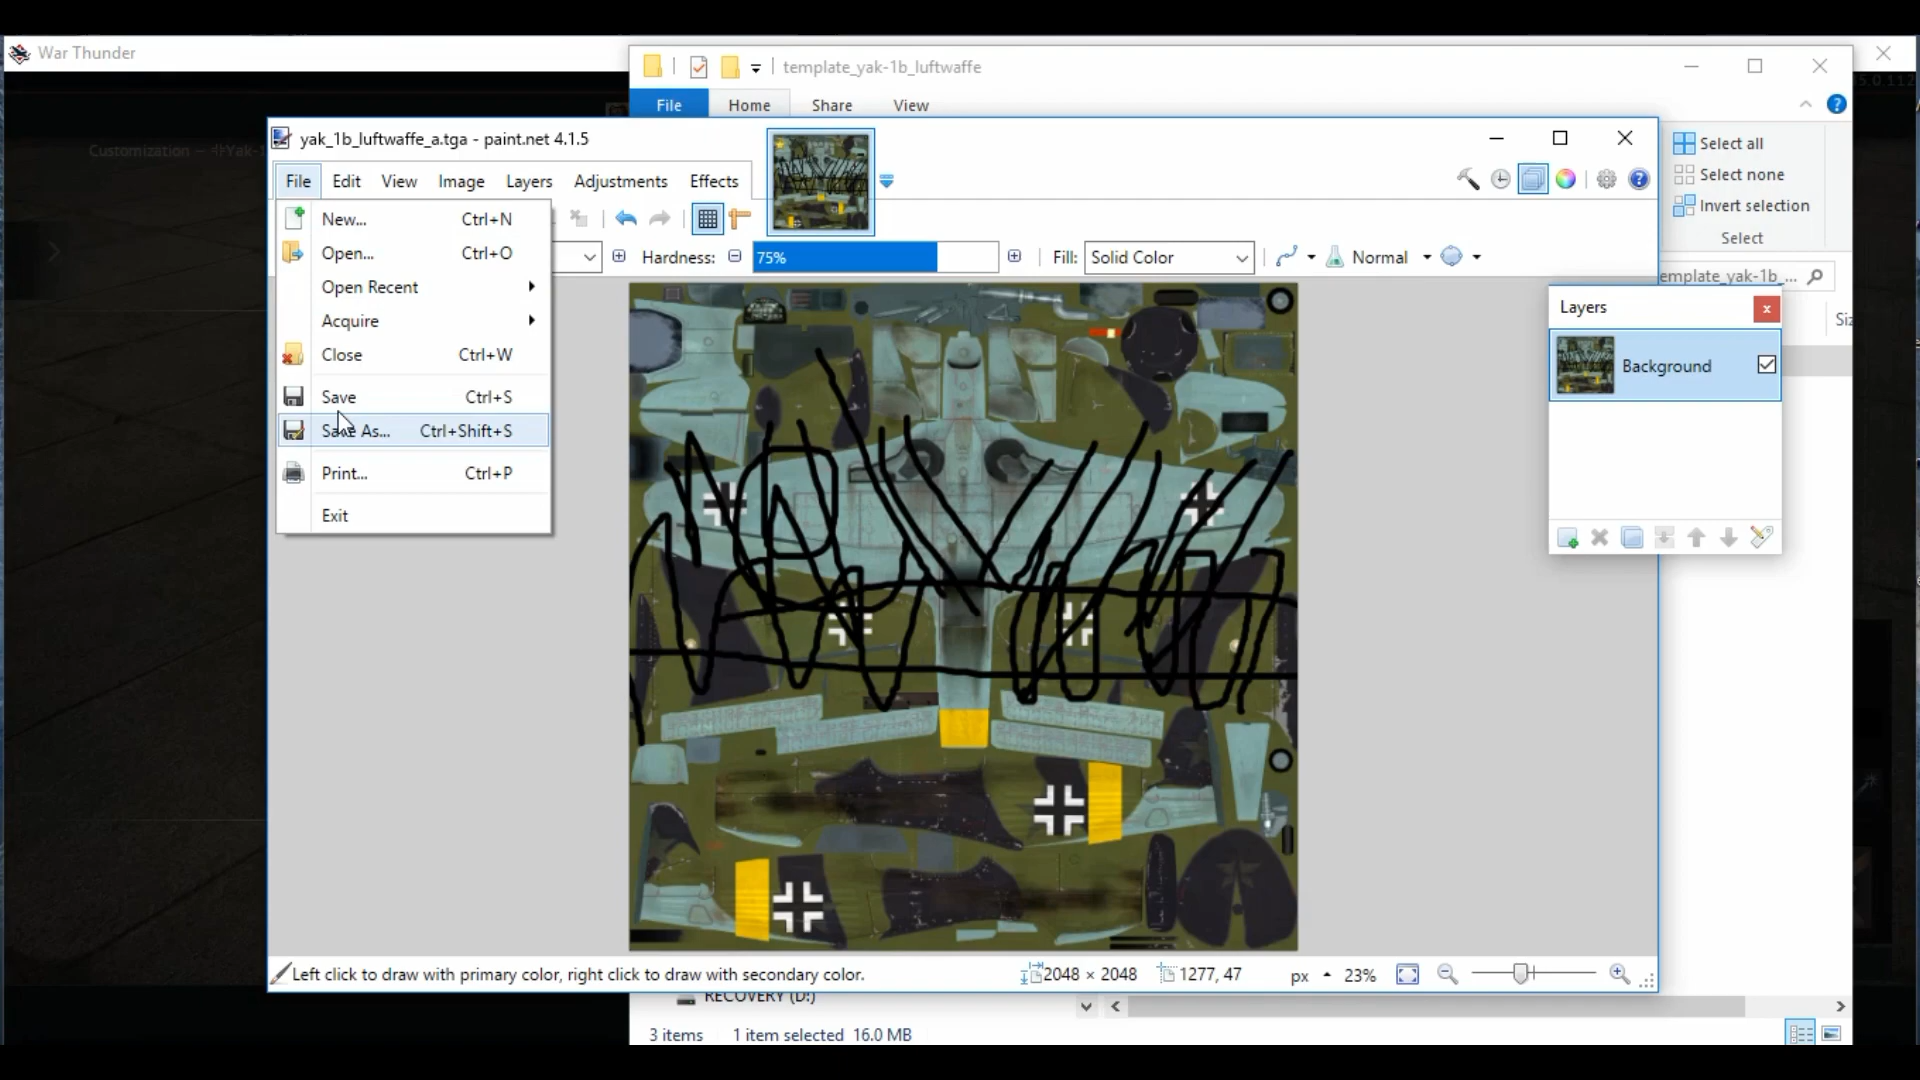 War Thunder
template_yak-1b_luftwaffe
File Home Share View
Customization –
yak_1b_luftwaffe_a.tga - paint.net 4.1.5
Select all
Select none
Invert selection
Select
File Edit View Image Layers Adjustments Effects
New... Ctrl+N
Open... Ctrl+O
Open Recent
Acquire
Close Ctrl+W
Save Ctrl+S
Save As... Ctrl+Shift+S
Print... Ctrl+P
Exit
Hardness: 75% Fill: Solid Color Normal
emplate_yak-1b_...
Layers
Background
Left click to draw with primary color, right click to draw with secondary color.
2048 × 2048 1277, 47 px 23%
RECOVERY (D:)
3 items 1 item selected 16.0 MB